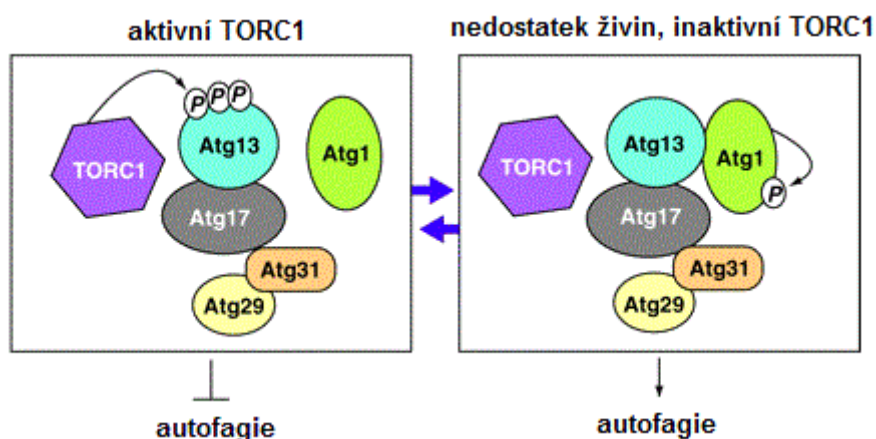 aktivní TORC1
nedostatek živin, inaktivní TORC1
P P P
Atg13
Atg1
TORC1
Atg17
Atg31
Atg29
autofagie
Atg13
Atg1
TORC1
P
Atg17
Atg31
Atg29
autofagie